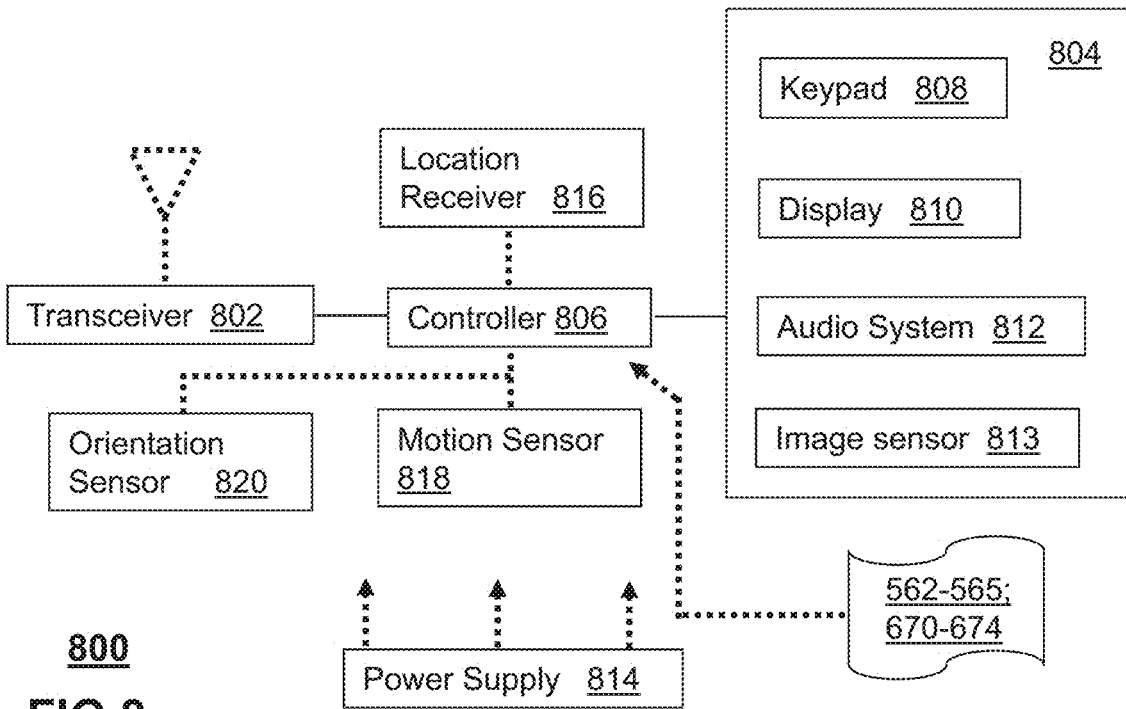 804
Keypad 808
Location
Receiver 816
Display 810
Transceiver 802
Controller 806
Audio System 812
Orientation
Sensor 820
Motion Sensor
818
Image sensor 813
562-565;
670-674
800
Power Supply 814